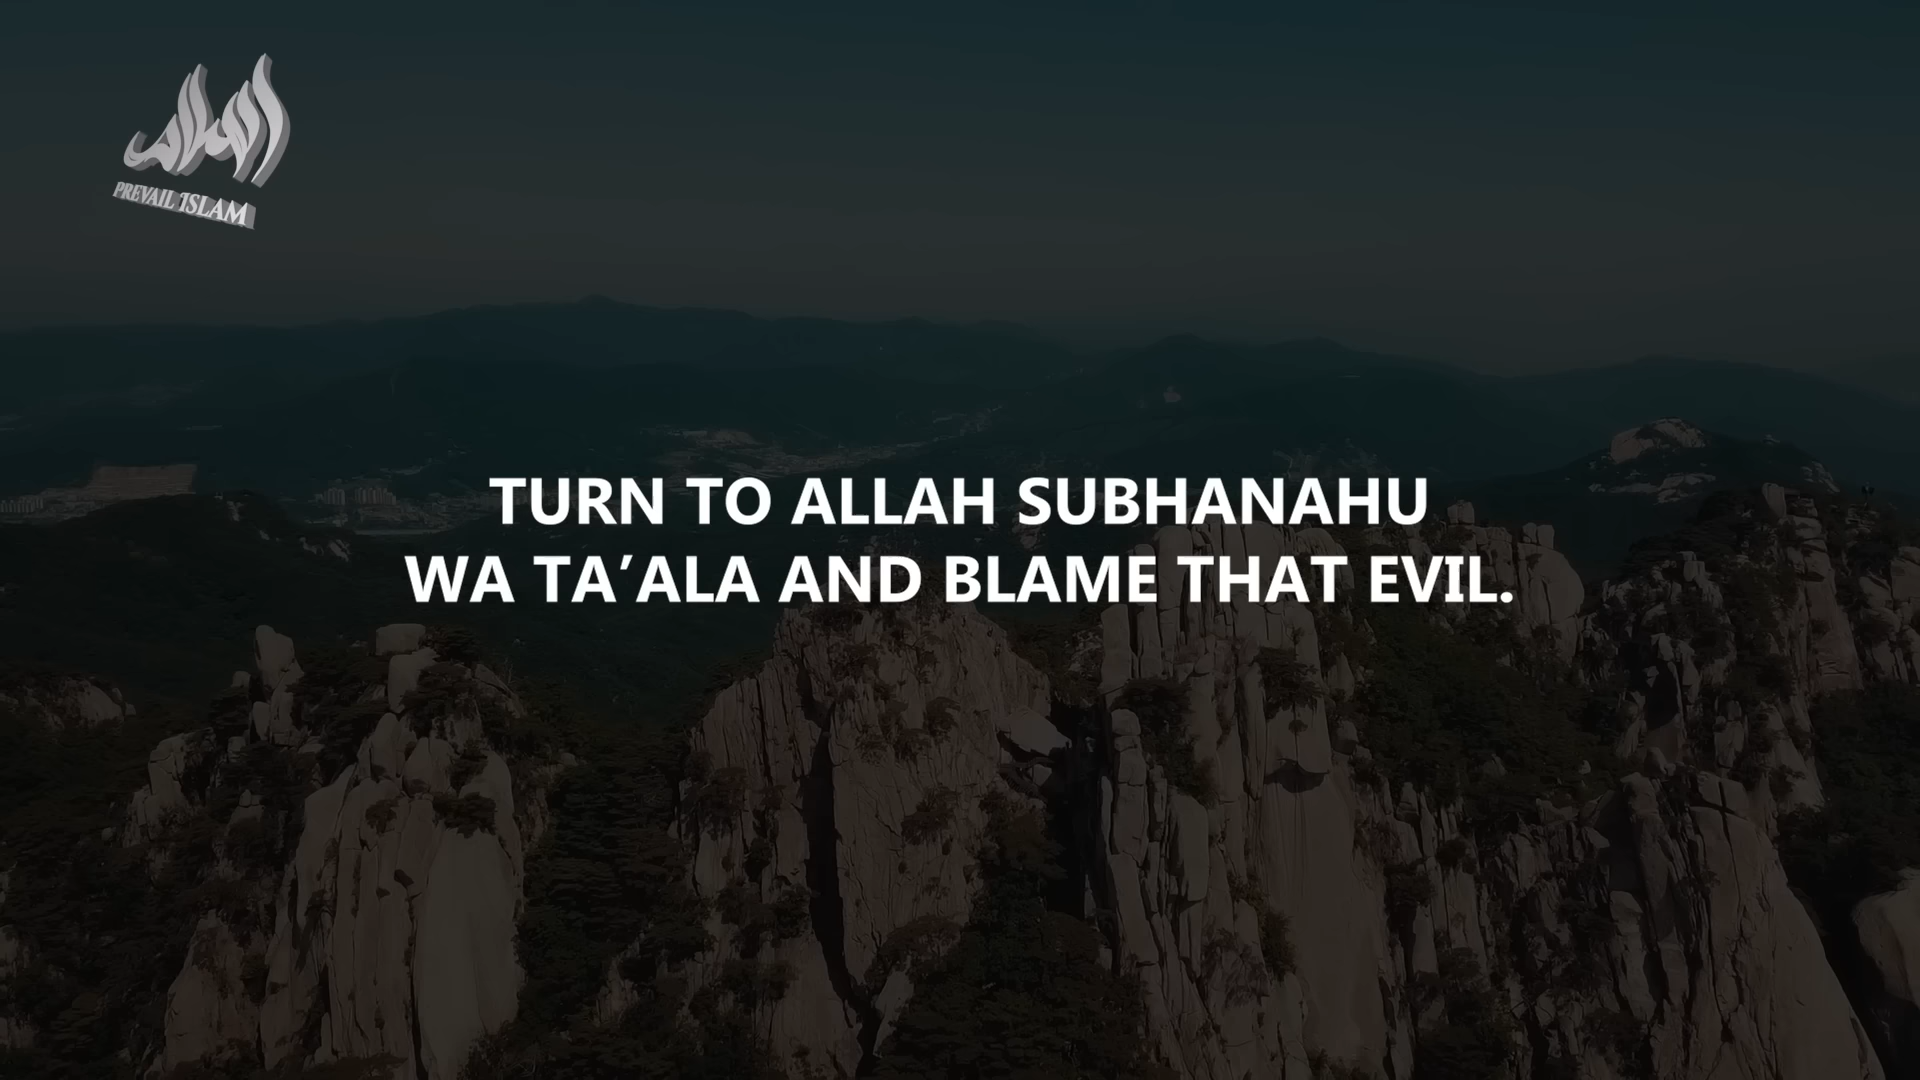 PREVAIL ISLAM
TURN TO ALLAH SUBHANAHU
WA TA’ALA AND BLAME THAT EVIL.